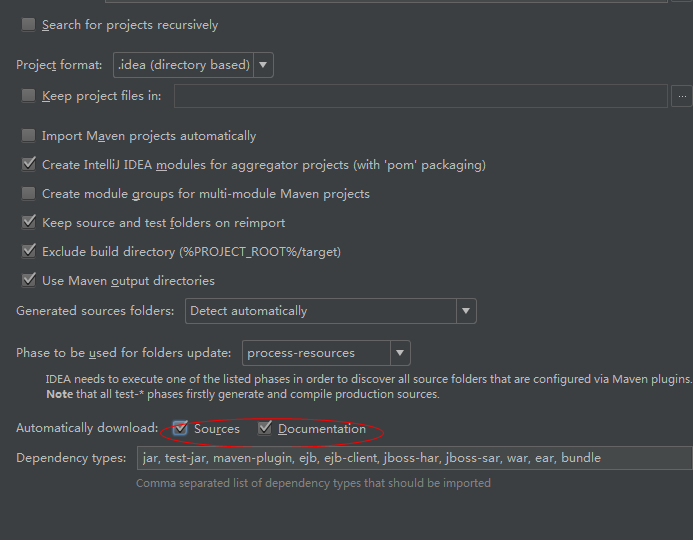 Search for projects recursively
Project format: .idea (directory based)
Keep project files in: ...
Import Maven projects automatically
Create IntelliJ IDEA modules for aggregator projects (with 'pom' packaging)
Create module groups for multi-module Maven projects
Keep source and test folders on reimport
Exclude build directory (%PROJECT_ROOT%/target)
Use Maven output directories
Generated sources folders: Detect automatically
Phase to be used for folders update: process-resources
IDEA needs to execute one of the listed phases in order to discover all source folders that are configured via Maven plugins.
Note that all test-* phases firstly generate and compile production sources.
Automatically download: Sources Documentation
Dependency types: jar, test-jar, maven-plugin, ejb, ejb-client, jboss-har, jboss-sar, war, ear, bundle
Comma separated list of dependency types that should be imported